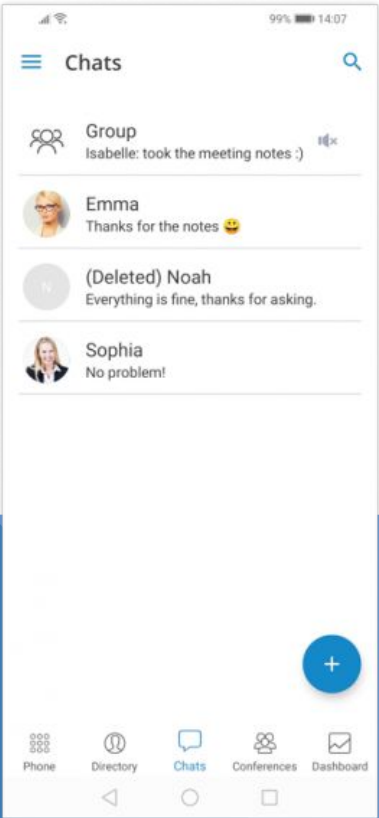 99% 14:07
Chats
Group
Isabelle: took the meeting notes :)
Emma
Thanks for the notes 😀
N
(Deleted) Noah
Everything is fine, thanks for asking.
Sophia
No problem!
+
Phone Directory Chats Conferences Dashboard